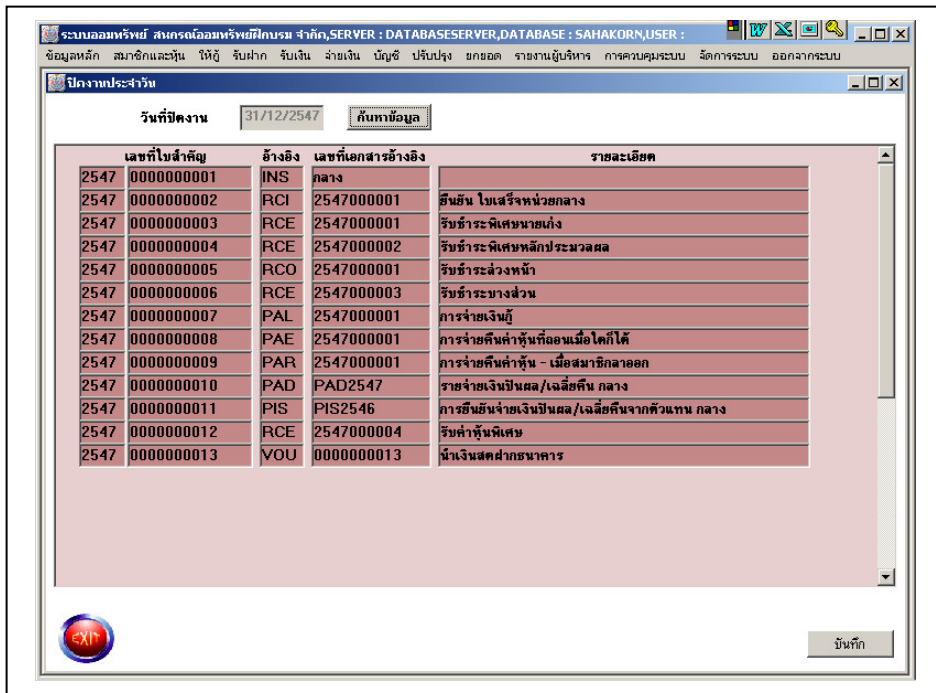 ระบบออมทรัพย์ สหกรณ์ออมทรัพย์ฝึกบรม จำกัด,SERVER : DATABASESERVER,DATABASE : SAHAKORN,USER :
ข้อมูลหลัก สมาชิกและหุ้น ให้กู้ รับฝาก รับเงิน จ่ายเงิน บัญชี ปรับปรุง ยกยอด รายงานผู้บริหาร การควบคุมระบบ จัดการระบบ ออกจากระบบ
ปิดงานประจำวัน
วันที่ปิดงาน 31/12/2547 ค้นหาข้อมูล
เลขที่ใบสำคัญ อ้างอิง เลขที่เอกสารอ้างอิง รายละเอียด
2547 0000000001 INS กลาง
2547 0000000002 RCI 2547000001 ยืนยัน ใบเสร็จหน่วยกลาง
2547 0000000003 RCE 2547000001 รับชำระพิเศษนายเก่ง
2547 0000000004 RCE 2547000002 รับชำระพิเศษหลักประมวลผล
2547 0000000005 RCO 2547000001 รับชำระล่วงหน้า
2547 0000000006 RCE 2547000003 รับชำระบางส่วน
2547 0000000007 PAL 2547000001 การจ่ายเงินกู้
2547 0000000008 PAE 2547000001 การจ่ายคืนค่าหุ้นที่ถอนเมื่อใดก็ได้
2547 0000000009 PAR 2547000001 การจ่ายคืนค่าหุ้น - เมื่อสมาชิกลาออก
2547 0000000010 PAD PAD2547 รายจ่ายเงินปันผล/เฉลี่ยคืน กลาง
2547 0000000011 PIS PIS2546 การยืนยันจ่ายเงินปันผล/เฉลี่ยคืนจากตัวแทน กลาง
2547 0000000012 RCE 2547000004 รับค่าหุ้นพิเศษ
2547 0000000013 VOU 0000000013 นำเงินสดฝากธนาคาร
EXIT บันทึก